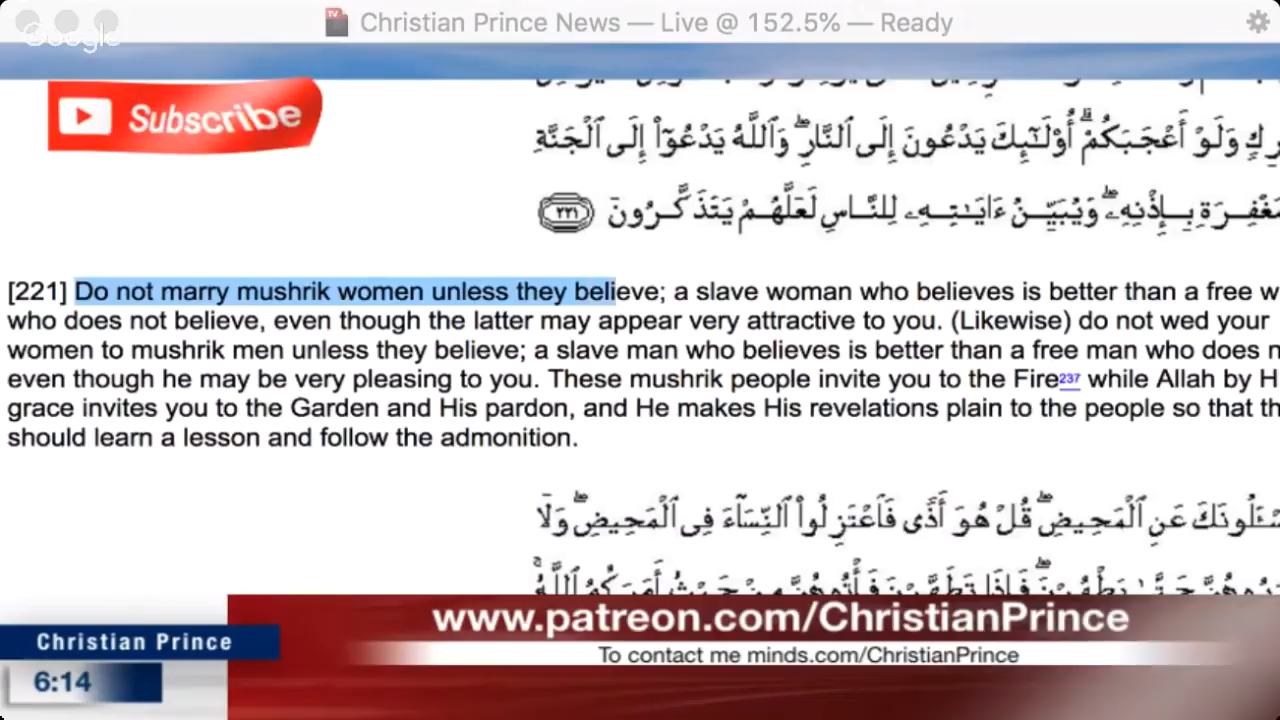 Christian Prince News — Live @ 152.5% — Ready
Google
Subscribe
وَلَوْ أَعْجَبَكُمْ ۗ أُوْلَـٰٓئِكَ يَدْعُونَ إِلَى ٱلنَّارِ ۖ وَٱللَّهُ يَدْعُوٓا۟ إِلَى ٱلْجَنَّةِ
بِإِذْنِهِۦ ۖ وَيُبَيِّنُ ءَايَـٰتِهِۦ لِلنَّاسِ لَعَلَّهُمْ يَتَذَكَّرُونَ ٢٢١
[221] Do not marry mushrik women unless they believe; a slave woman who believes is better than a free w
who does not believe, even though the latter may appear very attractive to you. (Likewise) do not wed your
women to mushrik men unless they believe; a slave man who believes is better than a free man who does n
even though he may be very pleasing to you. These mushrik people invite you to the Fire237 while Allah by H
grace invites you to the Garden and His pardon, and He makes His revelations plain to the people so that th
should learn a lesson and follow the admonition.
عَنِ ٱلْمَحِيضِ ۖ قُلْ هُوَ أَذًى فَٱعْتَزِلُوا۟ ٱلنِّسَآءَ فِى ٱلْمَحِيضِ ۖ وَلَا
www.patreon.com/ChristianPrince
Christian Prince
To contact me minds.com/ChristianPrince
6:14